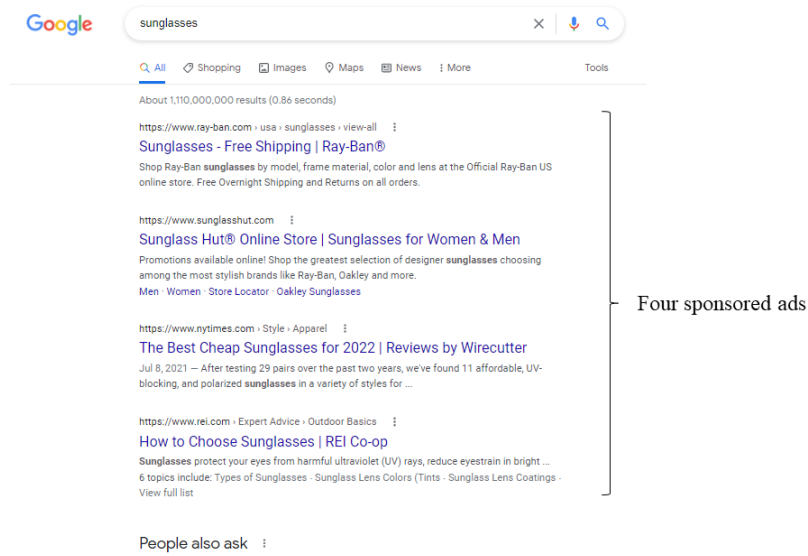 Google
sunglasses
All Shopping Images Maps News More Tools
About 1,110,000,000 results (0.86 seconds)
https://www.ray-ban.com › usa › sunglasses › view-all
Sunglasses - Free Shipping | Ray-Ban®
Shop Ray-Ban sunglasses by model, frame material, color and lens at the Official Ray-Ban US
online store. Free Overnight Shipping and Returns on all orders.
https://www.sunglasshut.com
Sunglass Hut® Online Store | Sunglasses for Women & Men
Promotions available online! Shop the greatest selection of designer sunglasses choosing
among the most stylish brands like Ray-Ban, Oakley and more.
Men · Women · Store Locator · Oakley Sunglasses
Four sponsored ads
https://www.nytimes.com › Style › Apparel
The Best Cheap Sunglasses for 2022 | Reviews by Wirecutter
Jul 8, 2021 — After testing 29 pairs over the past two years, we've found 11 affordable, UV-
blocking, and polarized sunglasses in a variety of styles for ...
https://www.rei.com › Expert Advice › Outdoor Basics
How to Choose Sunglasses | REI Co-op
Sunglasses protect your eyes from harmful ultraviolet (UV) rays, reduce eyestrain in bright ...
6 topics include: Types of Sunglasses · Sunglass Lens Colors (Tints · Sunglass Lens Coatings ·
View full list
People also ask